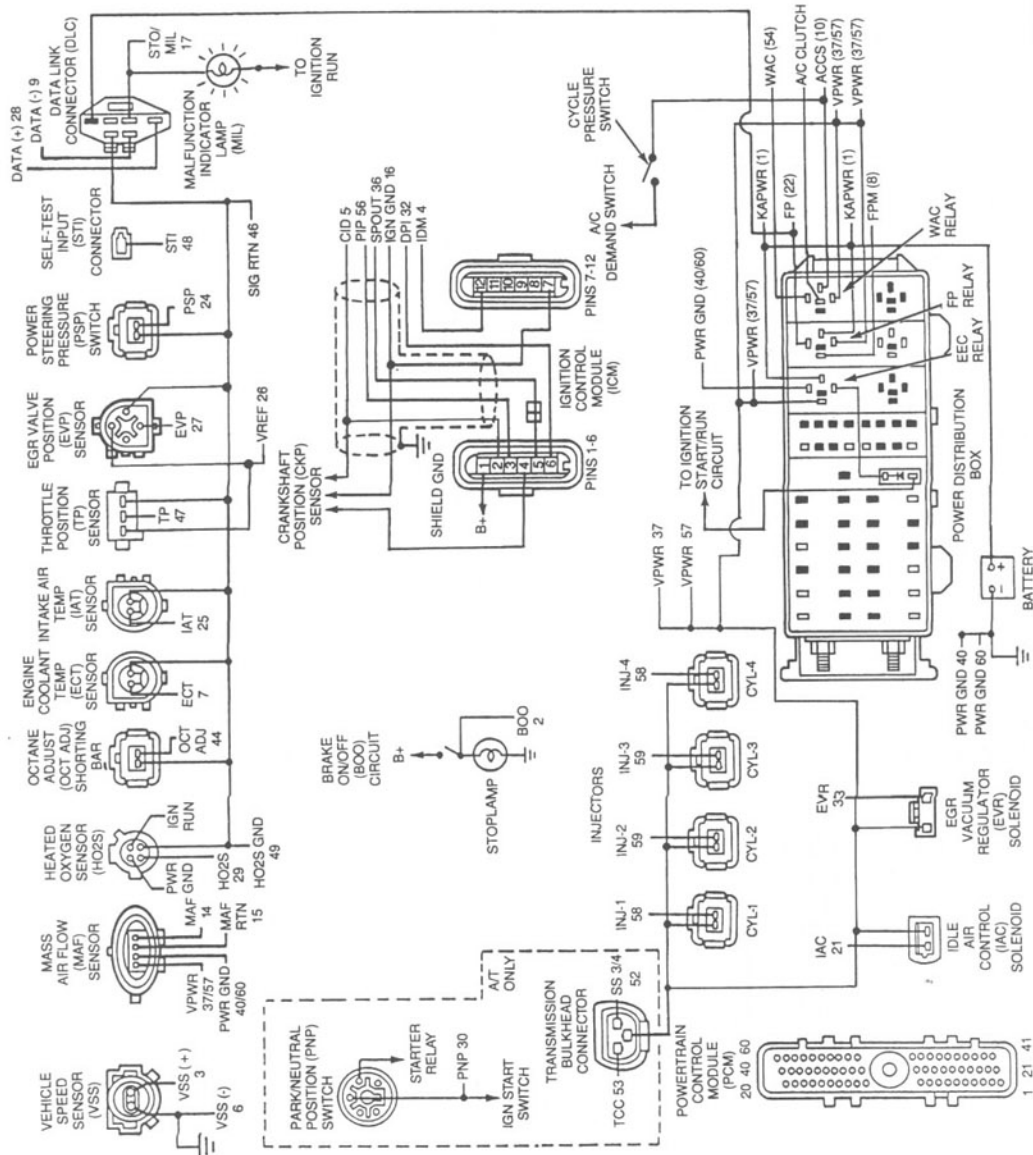 VEHICLE
SPEED
SENSOR
(VSS)
VSS (+)
3
VSS (-)
6
MASS
AIR FLOW
(MAF)
SENSOR
MAF
14
MAF
RTN
15
VPWR
37/57
PWR GND
40/60
HEATED
OXYGEN
SENSOR
(HO2S)
IGN
RUN
PWR
GND
HO2S
29
HO2S GND
49
OCTANE
ADJUST
(OCT ADJ)
SHORTING
BAR
OCT
ADJ
44
ENGINE
COOLANT
TEMP
(ECT)
SENSOR
ECT
7
INTAKE AIR
TEMP
(IAT)
SENSOR
IAT
25
THROTTLE
POSITION
(TP)
SENSOR
TP
47
EGR VALVE
POSITION
(EVP)
SENSOR
EVP
27
VREF 26
POWER
STEERING
PRESSURE
(PSP)
SWITCH
PSP
24
SELF-TEST
INPUT
(STI)
CONNECTOR
STI
48
SIG RTN 46
DATA (+) 28
DATA (-) 9
DATA LINK
CONNECTOR (DLC)
STO/
MIL
17
MALFUNCTION
INDICATOR
LAMP
(MIL)
TO
IGNITION
RUN
PARK/NEUTRAL
POSITION (PNP)
SWITCH
STARTER
RELAY
PNP 30
IGN START
SWITCH
A/T
ONLY
TRANSMISSION
BULKHEAD
CONNECTOR
TCC 53
SS 3/4
52
BRAKE
ON/OFF
(BOO)
CIRCUIT
B+
BOO
2
STOPLAMP
CRANKSHAFT
POSITION (CKP)
SENSOR
SHIELD GND
B+
1
2
3
4
5
6
PINS 1-6
CID 5
PIP 56
SPOUT 36
IGN GND 16
DPI 32
IDM 4
12
11
10
9
8
7
PINS 7-12
IGNITION
CONTROL
MODULE
(ICM)
A/C
DEMAND SWITCH
CYCLE
PRESSURE
SWITCH
INJECTORS
INJ-1
58
INJ-2
59
INJ-3
59
INJ-4
58
CYL-1
CYL-2
CYL-3
CYL-4
VPWR 37
VPWR 57
TO IGNITION
START/RUN
CIRCUIT
PWR GND (40/60)
VPWR (37/57)
KAPWR (1)
FP (22)
KAPWR (1)
FPM (8)
WAC (54)
A/C CLUTCH
ACCS (10)
VPWR (37/57)
VPWR (37/57)
WAC
RELAY
FP
RELAY
EEC
RELAY
POWER DISTRIBUTION
BOX
POWERTRAIN
CONTROL
MODULE
(PCM)
20 40 60
1 21 41
IAC
21
IDLE
AIR
CONTROL
(IAC)
SOLENOID
EVR
33
EGR
VACUUM
REGULATOR
(EVR)
SOLENOID
PWR GND 40
PWR GND 60
- +
BATTERY